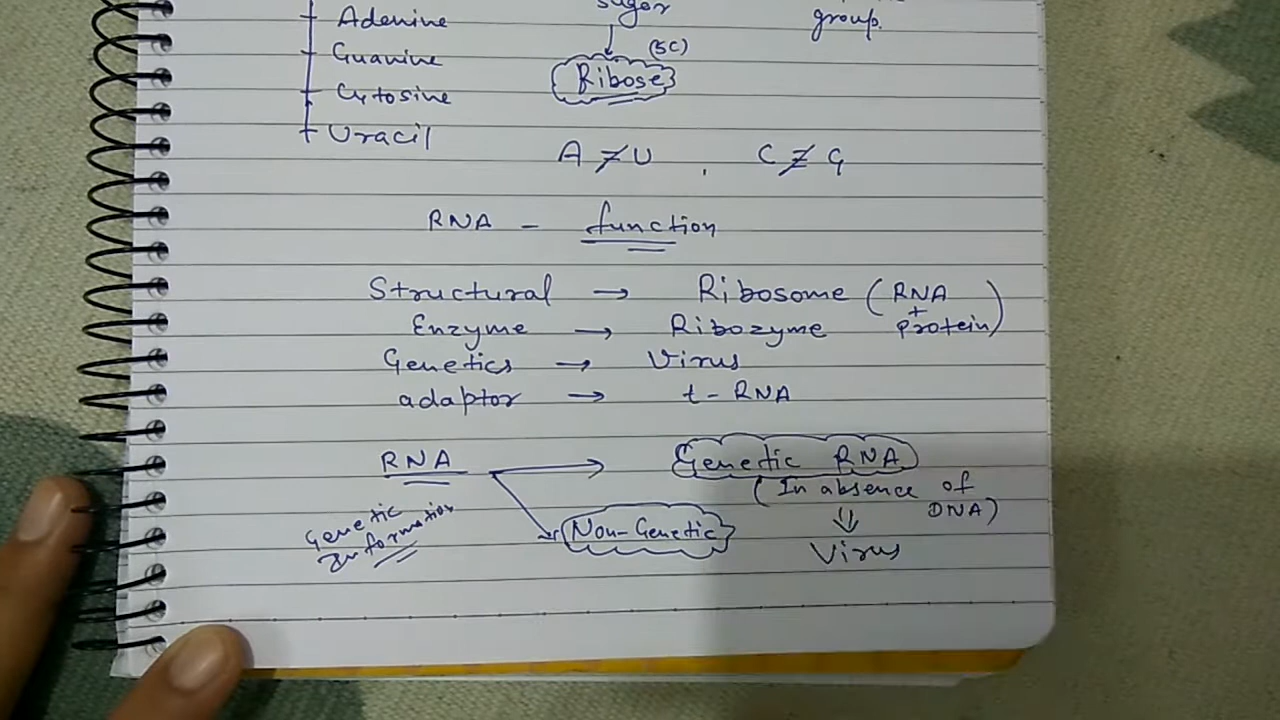 Adenine
sugar
group.
Guanine
(5C)
Ribose
Cytosine
Uracil
A ≠ U , C ≠ G
RNA - function
Structural → Ribosome (RNA + protein)
Enzyme → Ribozyme
Genetics → Virus
adaptor → t-RNA
RNA → Genetic RNA
(In absence of DNA)
Genetic Information
Non-Genetic
⇓
Virus